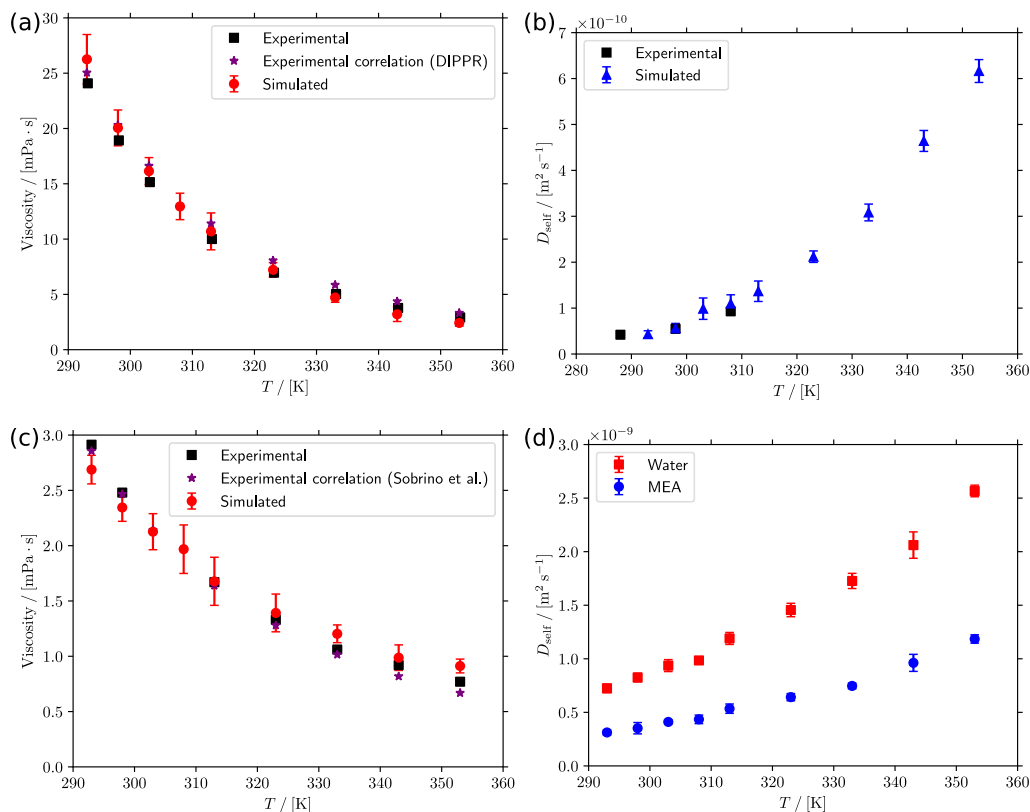 (a)
30
25
20
15
10
5
0
Viscosity / [mPa · s]
Experimental
Experimental correlation (DIPPR)
Simulated
290 300 310 320 330 340 350 360
T / [K]
(b)
×10⁻¹⁰
7
6
5
4
3
2
1
0
D_self / [m² s⁻¹]
Experimental
Simulated
280 290 300 310 320 330 340 350 360
T / [K]
(c)
3.0
2.5
2.0
1.5
1.0
0.5
0.0
Viscosity / [mPa · s]
Experimental
Experimental correlation (Sobrino et al.)
Simulated
290 300 310 320 330 340 350 360
T / [K]
(d)
×10⁻⁹
3.0
2.5
2.0
1.5
1.0
0.5
0.0
D_self / [m² s⁻¹]
Water
MEA
290 300 310 320 330 340 350 360
T / [K]